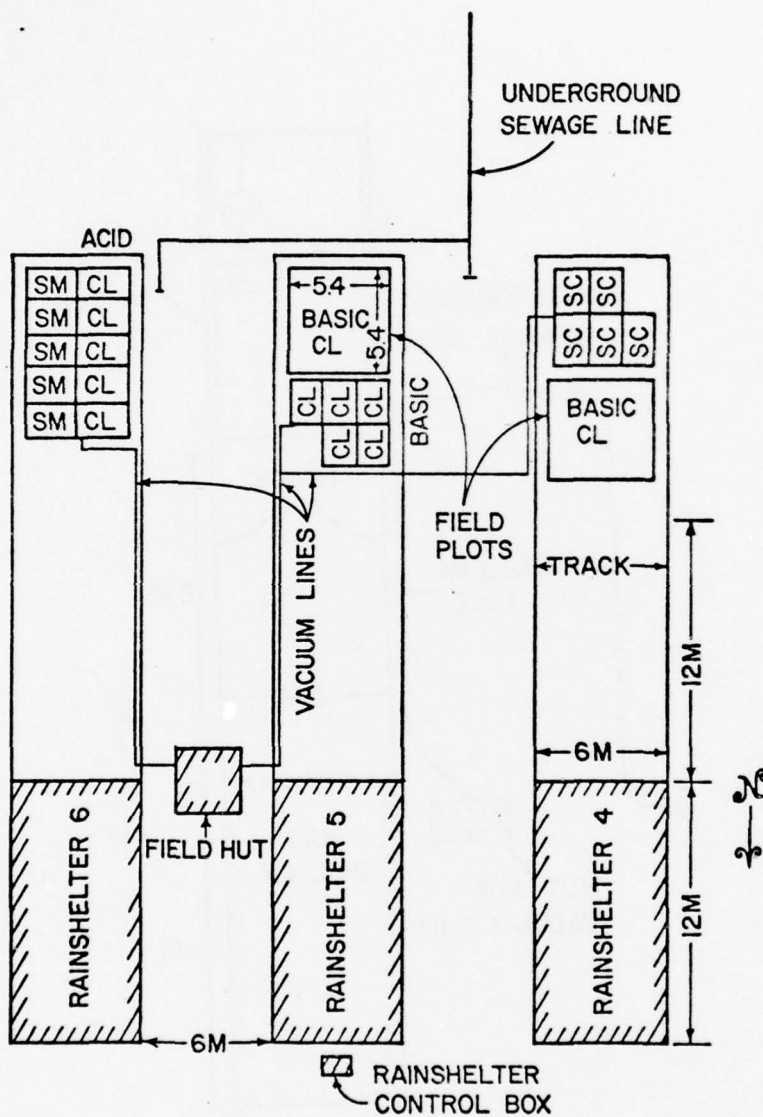 UNDERGROUND
SEWAGE LINE
ACID
SM CL
SM CL
SM CL
SM CL
SM CL
5.4
BASIC
CL
5.4
CL CL CL
CL CL
BASIC
SC SC
SC SC SC
BASIC
CL
VACUUM LINES
FIELD
PLOTS
TRACK
12M
6M
N
FIELD HUT
RAINSHELTER 6
RAINSHELTER 5
RAINSHELTER 4
12M
6M
RAINSHELTER
CONTROL BOX